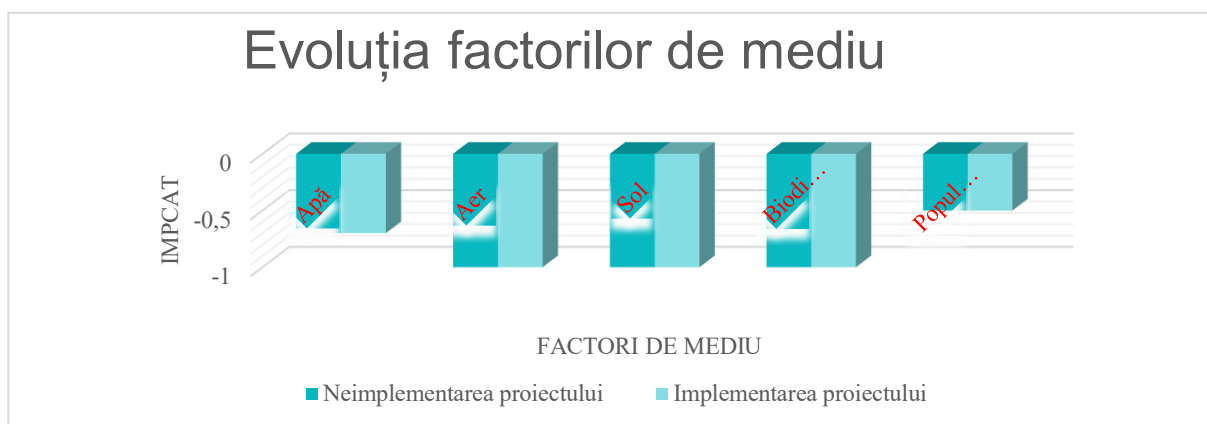 Evoluția factorilor de mediu
0
-0,5
-1
IMPCAT
Apă
Aer
Sol
Biodi…
Popul…
FACTORI DE MEDIU
Neimplementarea proiectului
Implementarea proiectului